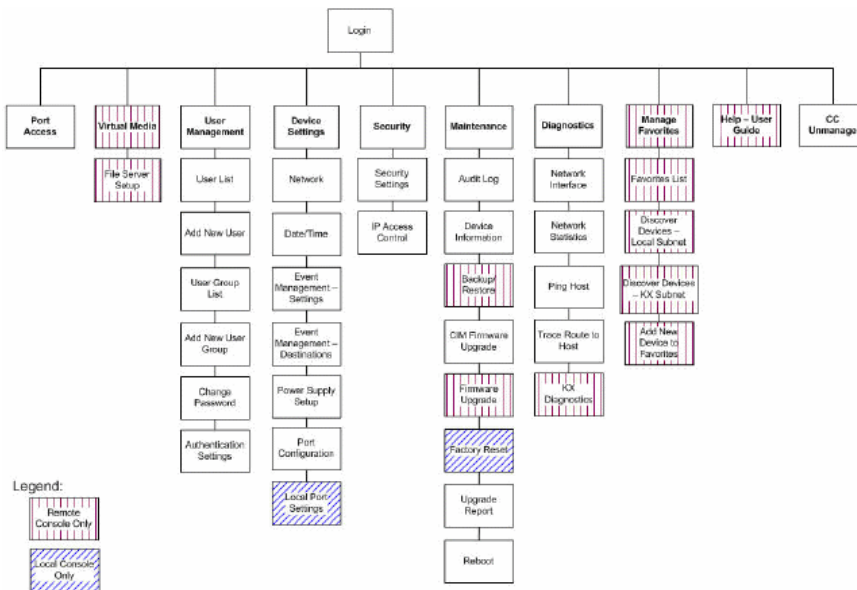 Login
Port
Access
Virtual Media
File Server
Setup
User
Management
User List
Add New User
User Group
List
Add New User
Group
Change
Password
Authentication
Settings
Device
Settings
Network
Date/Time
Event
Management –
Settings
Event
Management –
Destinations
Power Supply
Setup
Port
Configuration
Local Port
Settings
Security
Security
Settings
IP Access
Control
Maintenance
Audit Log
Device
Information
Backup/
Restore
CIM Firmware
Upgrade
Firmware
Upgrade
Factory Reset
Upgrade
Report
Reboot
Diagnostics
Network
Interface
Network
Statistics
Ping Host
Trace Route to
Host
KX
Diagnostics
Manage
Favorites
Favorites List
Discover
Devices –
Local Subnet
Discover Devices
– KX Subnet
Add New
Device to
Favorites
Help – User
Guide
CC
Unmanage
Legend:
Remote
Console Only
Local Console
Only